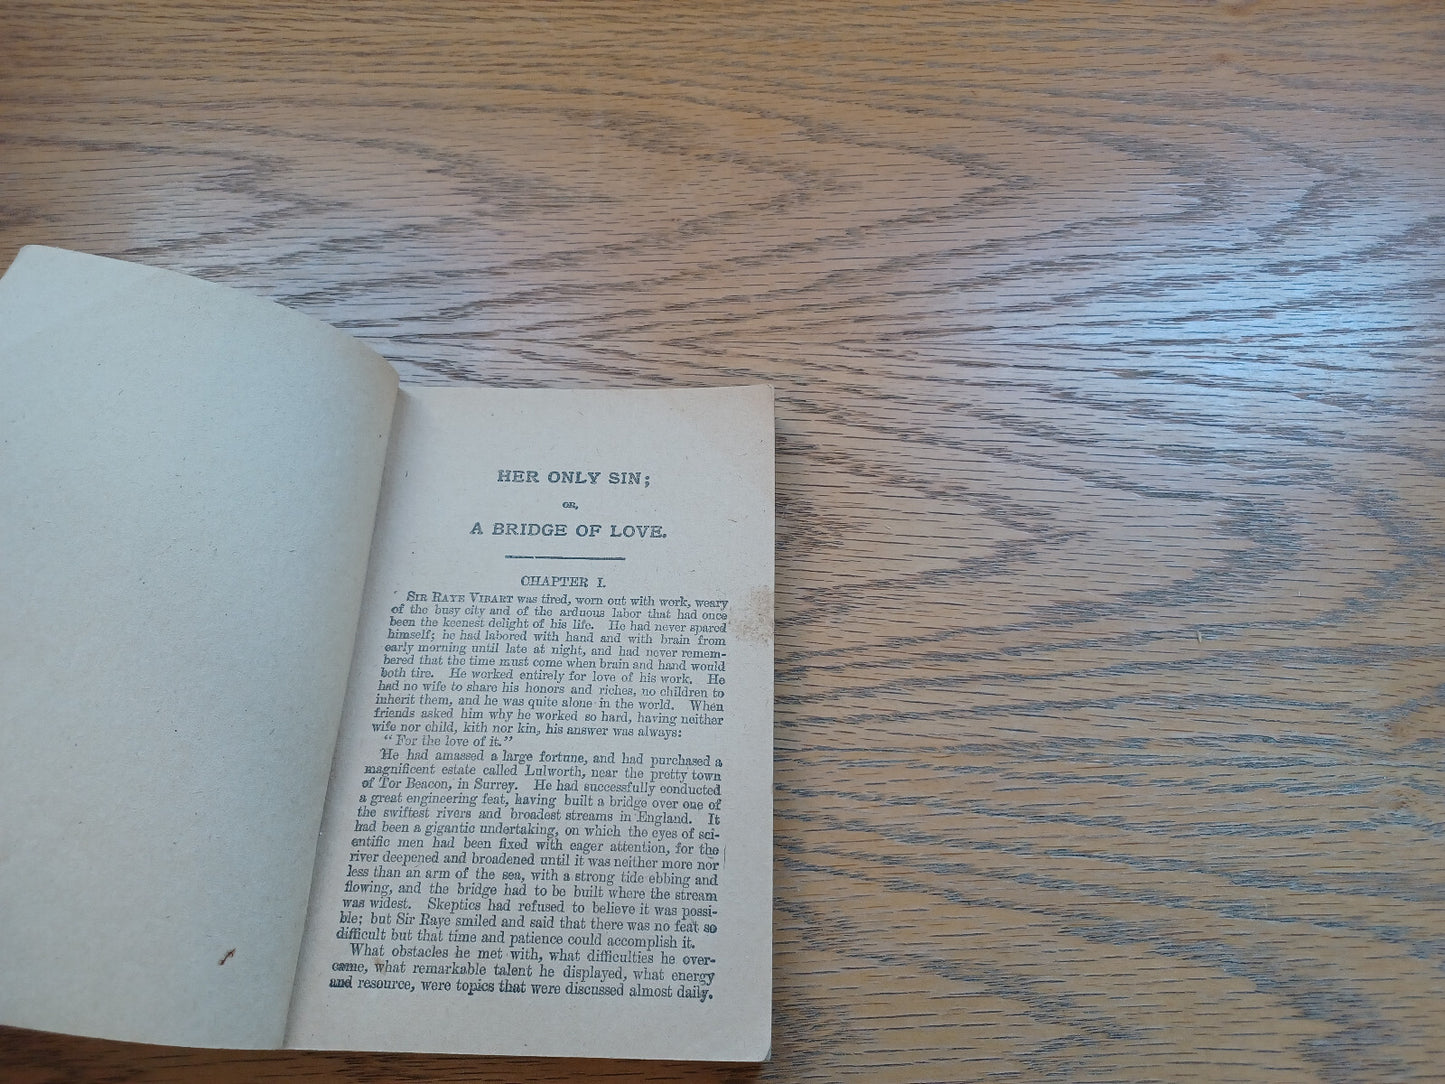 HER ONLY SIN;
OR,
A BRIDGE OF LOVE.
CHAPTER I.
SIR RAYE VIBART was tired, worn out with work, weary
of the busy city and of the arduous labor that had once
been the keenest delight of his life. He had never spared
himself; he had labored with hand and with brain from
early morning until late at night, and had never remem-
bered that the time must come when brain and hand would
both tire. He worked entirely for love of his work. He
had no wife to share his honors and riches, no children to
inherit them, and he was quite alone in the world. When
friends asked him why he worked so hard, having neither
wife nor child, kith nor kin, his answer was always:
“For the love of it.”
He had amassed a large fortune, and had purchased a
magnificent estate called Lulworth, near the pretty town
of Tor Beacon, in Surrey. He had successfully conducted
a great engineering feat, having built a bridge over one of
the swiftest rivers and broadest streams in England. It
had been a gigantic undertaking, on which the eyes of sci-
entific men had been fixed with eager attention, for the
river deepened and broadened until it was neither more nor
less than an arm of the sea, with a strong tide ebbing and
flowing, and the bridge had to be built where the stream
was widest. Skeptics had refused to believe it was possi-
ble; but Sir Raye smiled and said that there was no feat so
difficult but that time and patience could accomplish it.
What obstacles he met with, what difficulties he over-
came, what remarkable talent he displayed, what energy
and resource, were topics that were discussed almost daily.